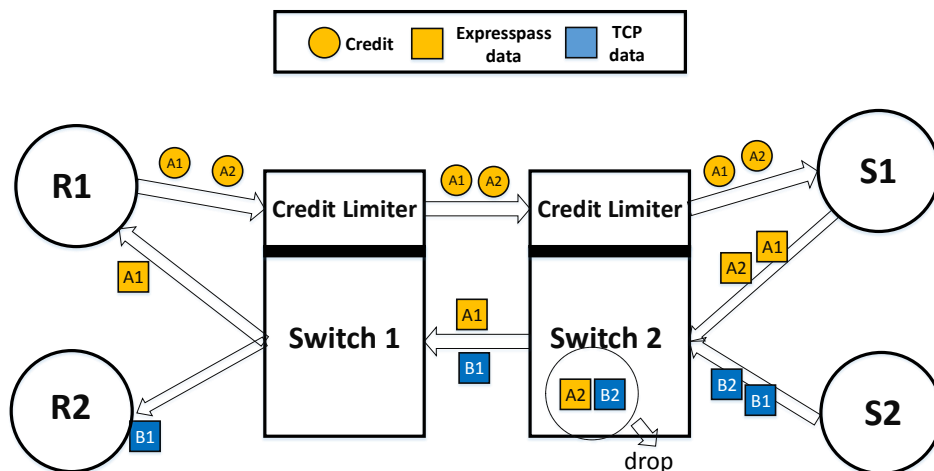 Credit
Expresspass
data
TCP
data
R1
A1
A2
Credit Limiter
A1
A2
Credit Limiter
A1
A2
S1
A1
Switch 1
A1
B1
Switch 2
A2
B2
drop
A2
A1
B2
B1
R2
B1
S2